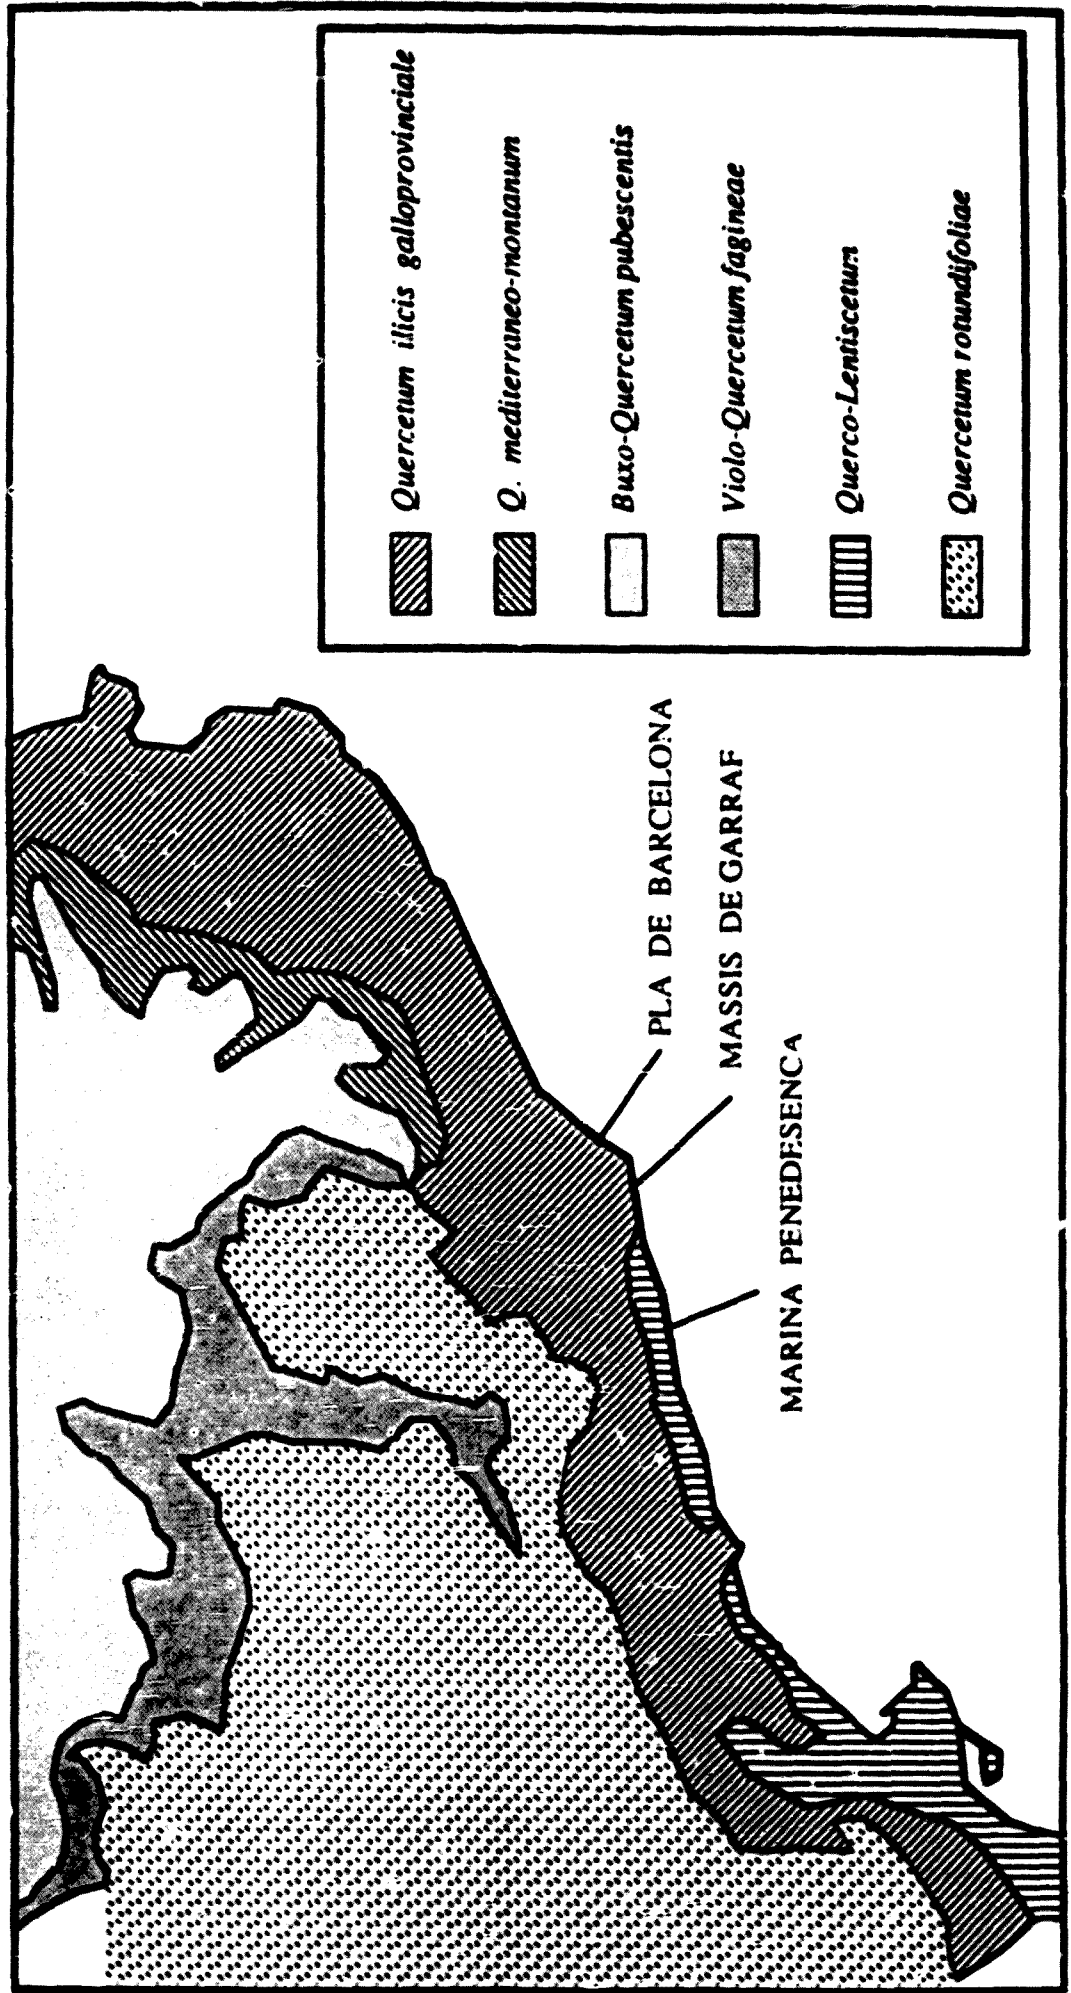 Quercetum ilicis galloprovinciale
Q. mediterraneo-montanum
Buxo-Quercetum pubescentis
Violo-Quercetum fagineae
Querco-Lentiscetum
Quercetum rotundifoliae
PLA DE BARCELONA
MASSIS DE GARRAF
MARINA PENEDESENCA